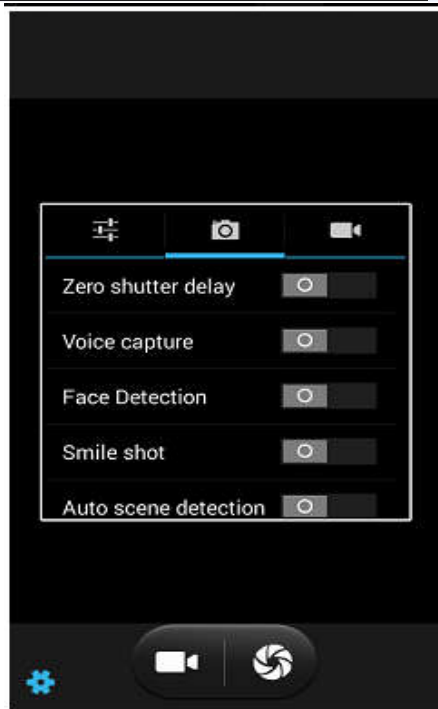 Zero shutter delay
Voice capture
Face Detection
Smile shot
Auto scene detection